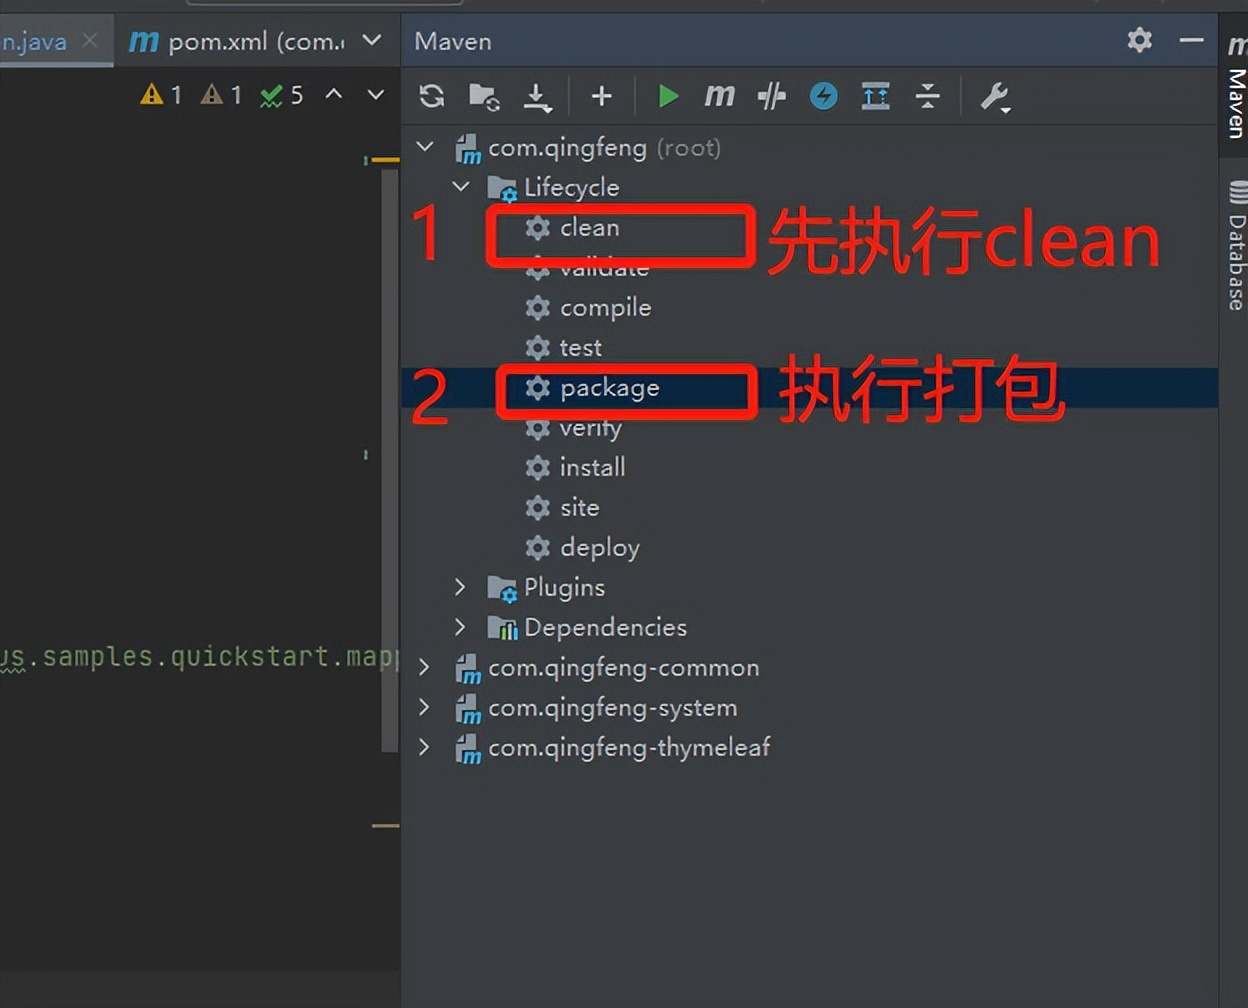 n.java
pom.xml (com.
Maven
1 1 5
com.qingfeng (root)
Lifecycle
1 clean 先执行clean
validate
compile
test
2 package 执行打包
verify
install
site
deploy
Plugins
Dependencies
us.samples.quickstart.mapp
com.qingfeng-common
com.qingfeng-system
com.qingfeng-thymeleaf
Maven
Database